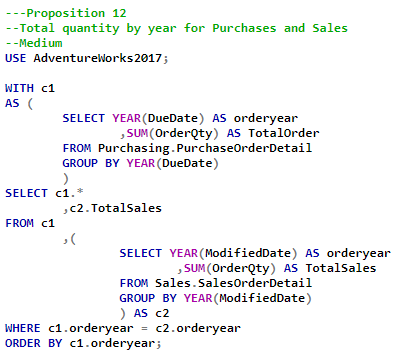 ---Proposition 12
--Total quantity by year for Purchases and Sales
--Medium
USE AdventureWorks2017;

WITH c1
AS (
        SELECT YEAR(DueDate) AS orderyear
                ,SUM(OrderQty) AS TotalOrder
        FROM Purchasing.PurchaseOrderDetail
        GROUP BY YEAR(DueDate)
        )
SELECT c1.*
        ,c2.TotalSales
FROM c1
        ,(
                SELECT YEAR(ModifiedDate) AS orderyear
                        ,SUM(OrderQty) AS TotalSales
                FROM Sales.SalesOrderDetail
                GROUP BY YEAR(ModifiedDate)
                ) AS c2
WHERE c1.orderyear = c2.orderyear
ORDER BY c1.orderyear;